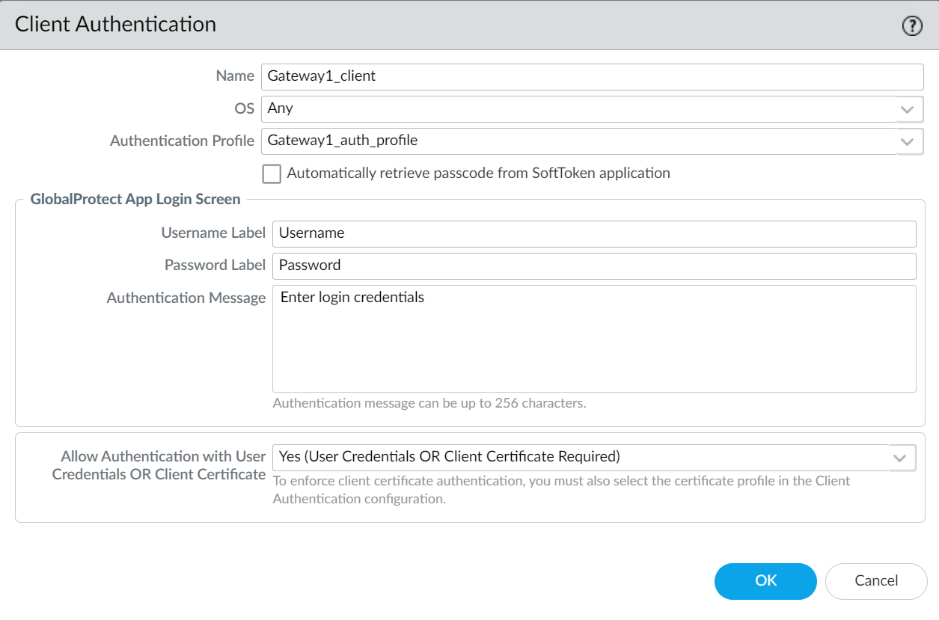 Client Authentication
Name Gateway1_client
OS Any
Authentication Profile Gateway1_auth_profile
Automatically retrieve passcode from SoftToken application
GlobalProtect App Login Screen
Username Label Username
Password Label Password
Authentication Message Enter login credentials
Authentication message can be up to 256 characters.
Allow Authentication with User Credentials OR Client Certificate Yes (User Credentials OR Client Certificate Required)
To enforce client certificate authentication, you must also select the certificate profile in the Client
Authentication configuration.
OK Cancel